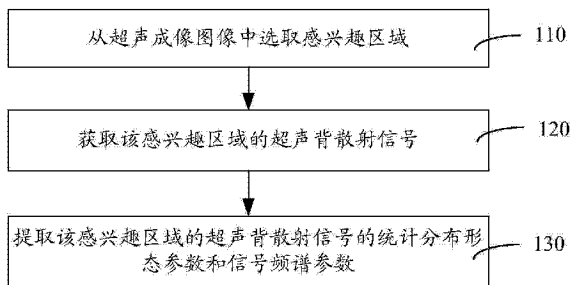 从超声成像图像中选取感兴趣区域
110
获取该感兴趣区域的超声背散射信号
120
提取该感兴趣区域的超声背散射信号的统计分布形
态参数和信号频谱参数
130